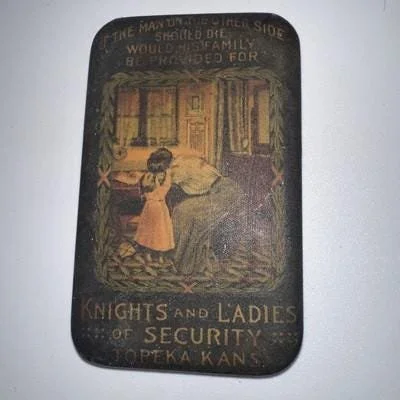 IF THE MAN ON THE OTHER SIDE
SHOULD DIE
WOULD HIS FAMILY
BE PROVIDED FOR
KNIGHTS AND LADIES
OF SECURITY
TOPEKA KANS.